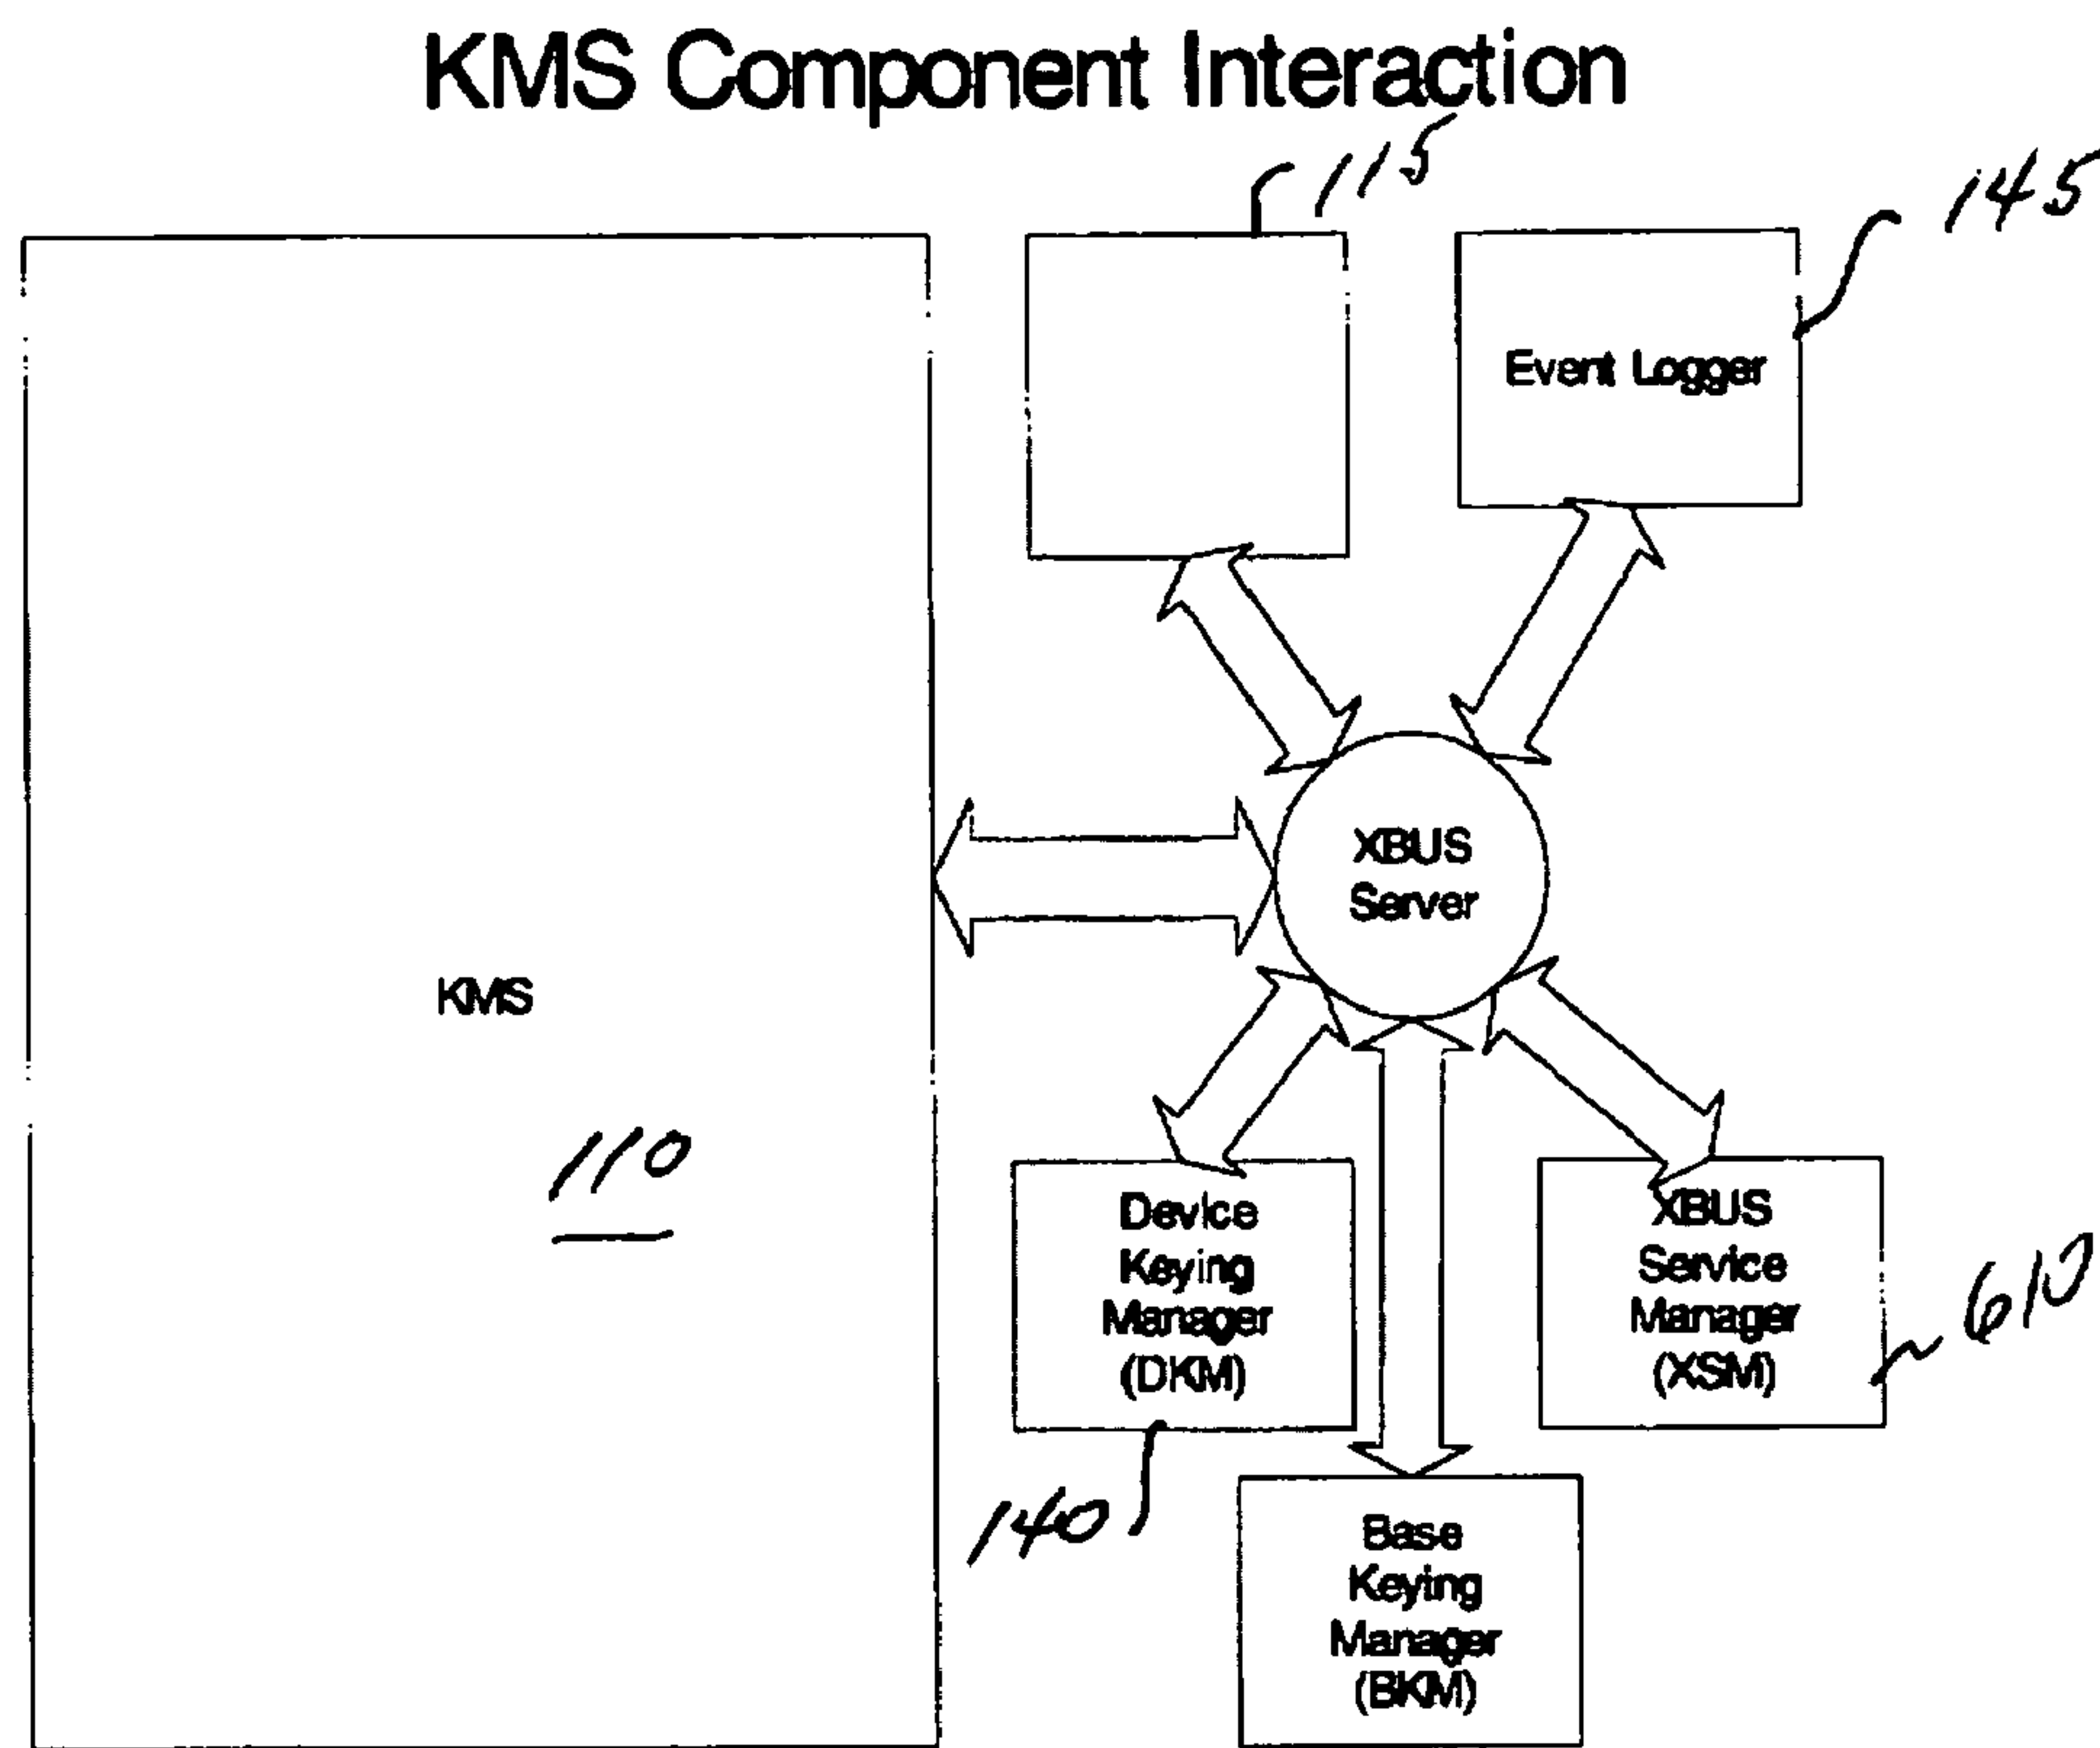 KMS Component Interaction
115
145
Event Logger
XBUS
Server
KMS
110
Device
Keying
Manager
(DKM)
140
XBUS
Service
Manager
(XSM)
610
Base
Keying
Manager
(BKM)